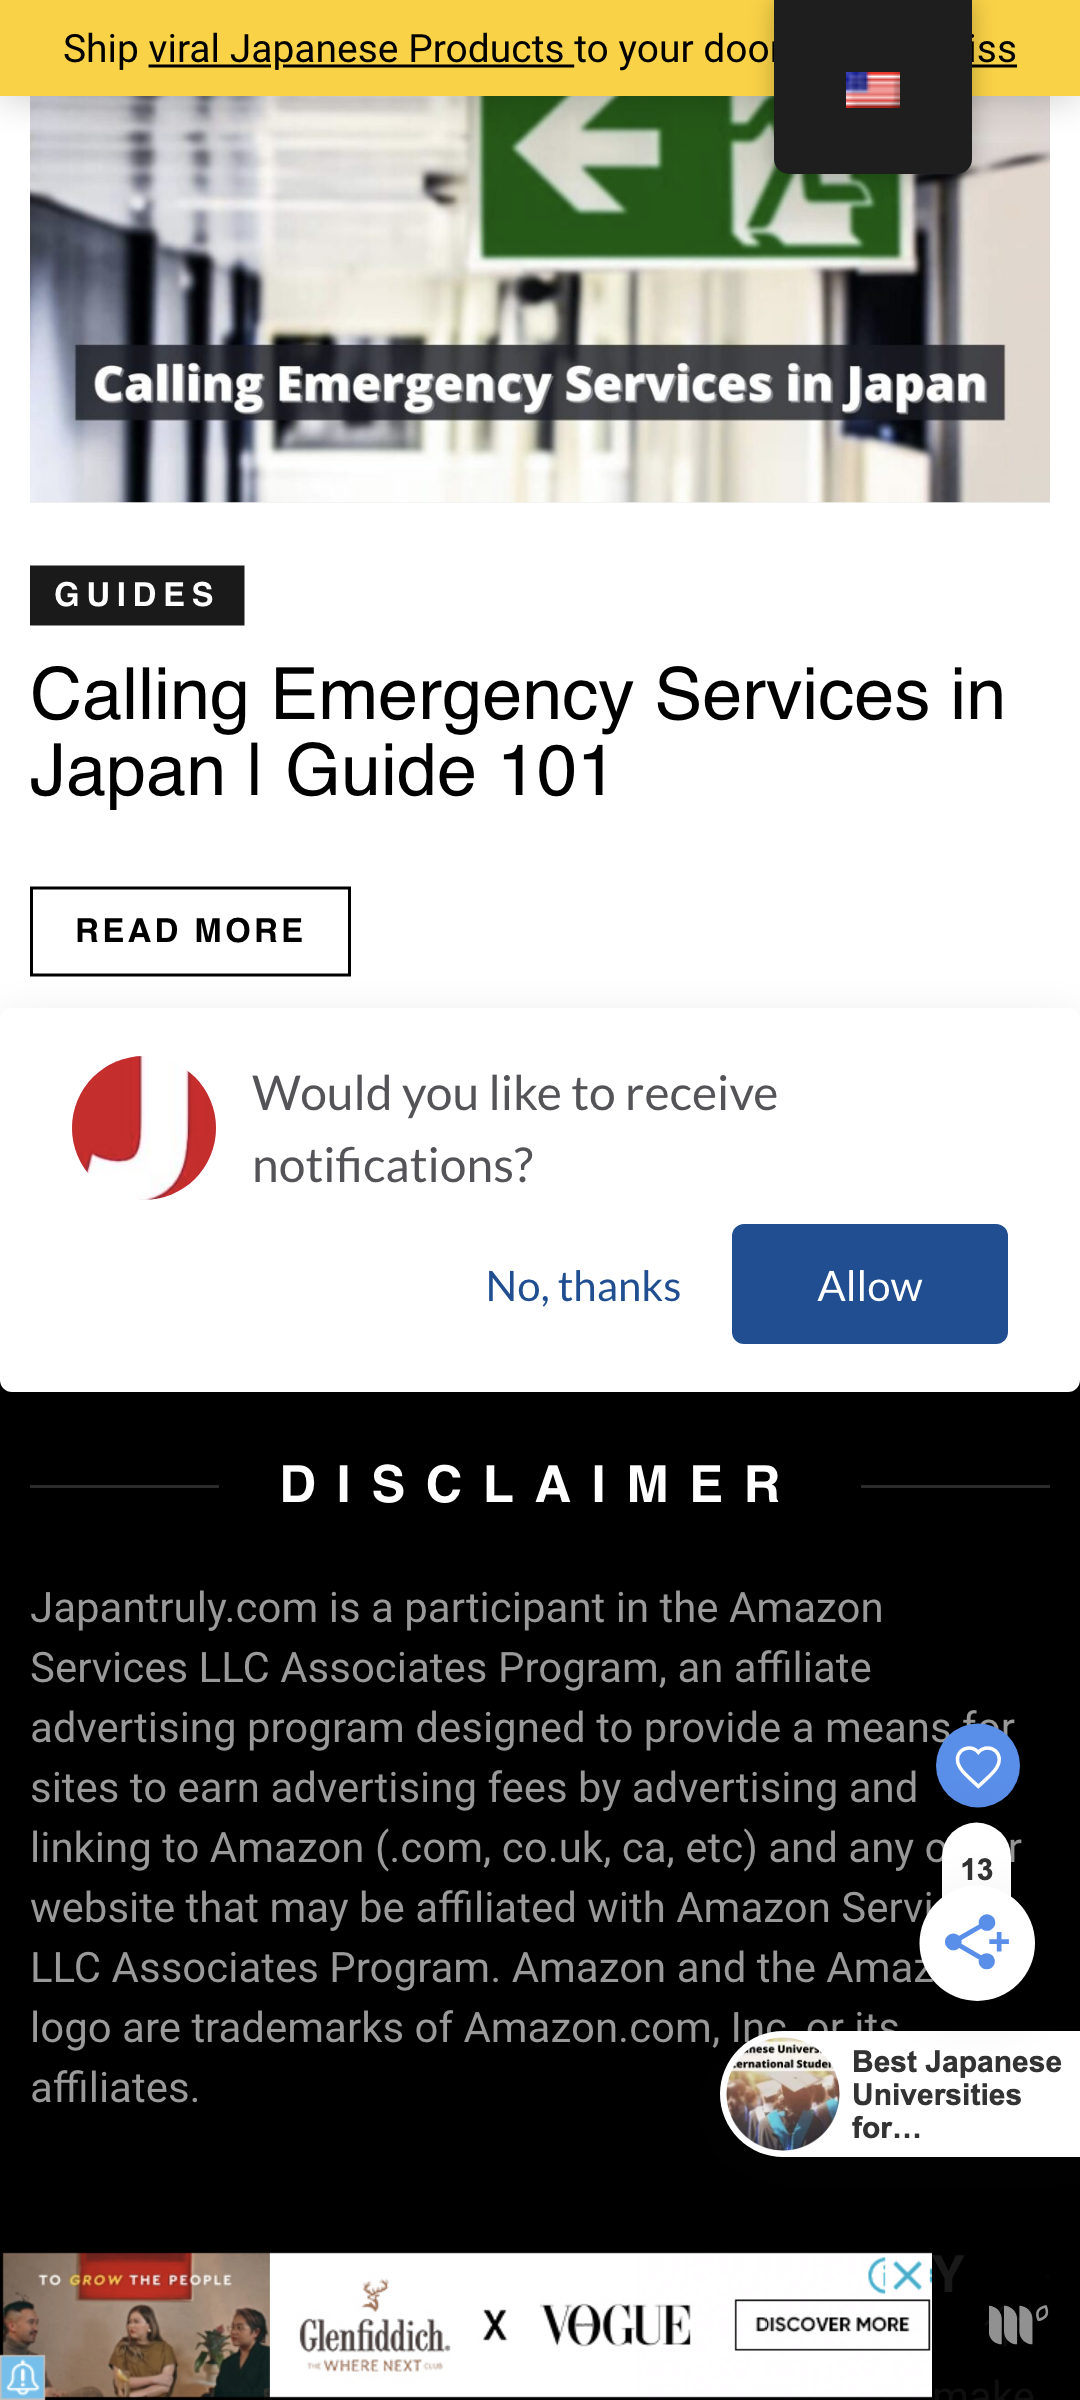 Ship viral Japanese Products to your door
iss
Calling Emergency Services in Japan
GUIDES
Calling Emergency Services in
Japan | Guide 101
READ MORE
Would you like to receive
notifications?
No, thanks
Allow
DISCLAIMER
Japantruly.com is a participant in the Amazon
Services LLC Associates Program, an affiliate
advertising program designed to provide a means for
sites to earn advertising fees by advertising and
linking to Amazon (.com, co.uk, ca, etc) and any
website that may be affiliated with Amazon Servi
LLC Associates Program. Amazon and the Amaz
logo are trademarks of Amazon.com, Inc. or its
affiliates.
13
Best Japanese
Universities
for...
TO GROW THE PEOPLE
Glenfiddich.
THE WHERE NEXT CLUB
X
VOGUE
DISCOVER MORE
Y
make